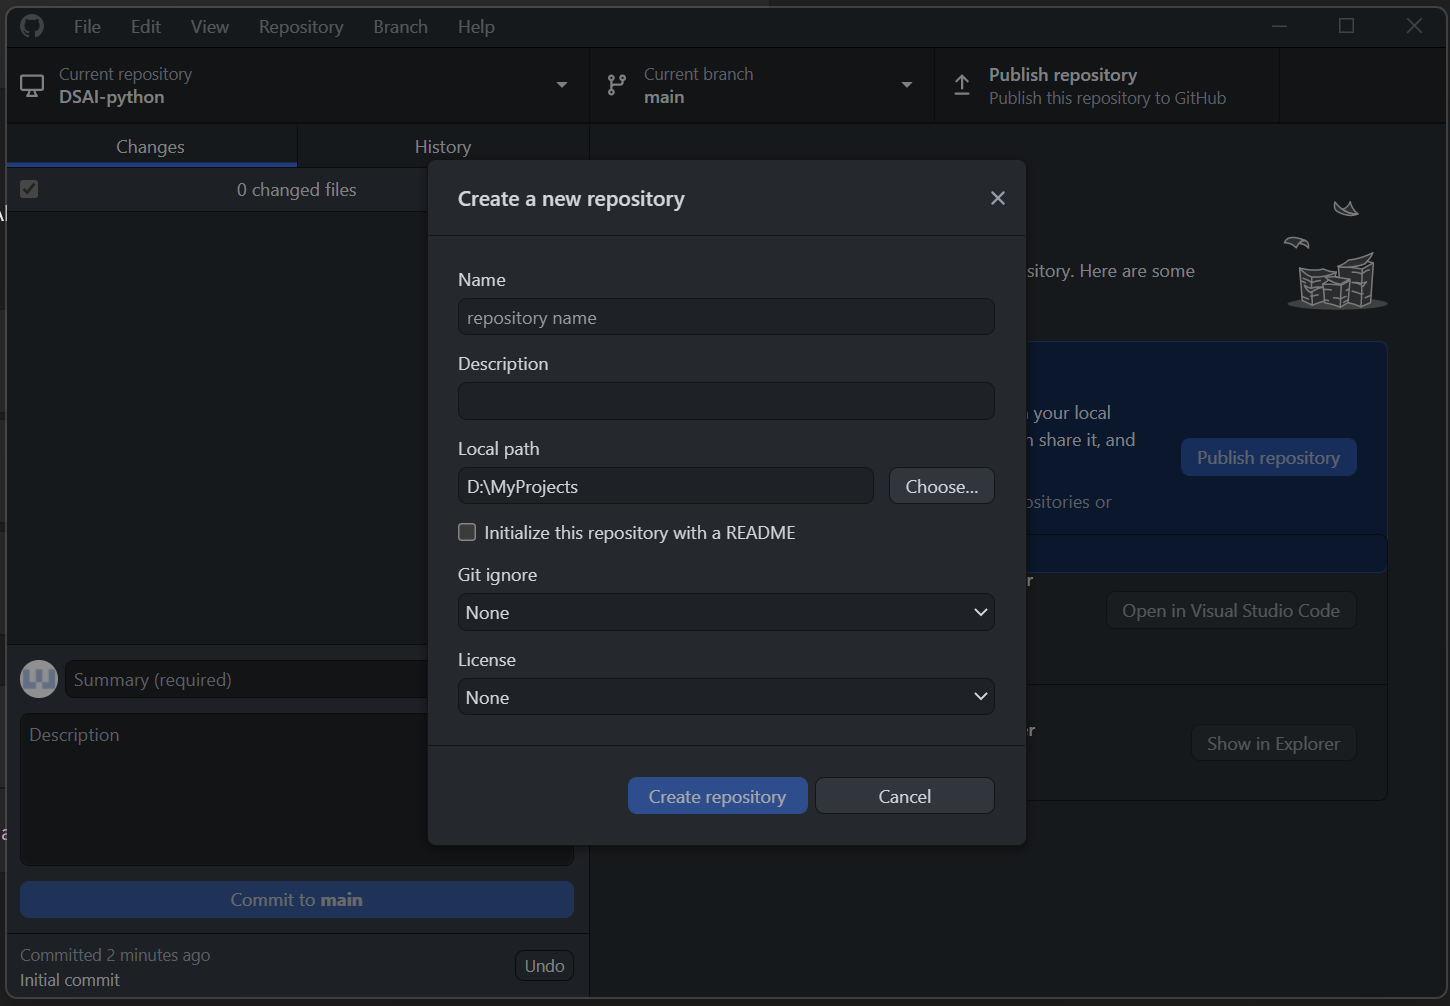 File Edit View Repository Branch Help
Current repository
DSAI-python
Current branch
main
Publish repository
Publish this repository to GitHub
Changes
History
0 changed files
Create a new repository
Name
repository name
Description
Local path
D:\MyProjects
Choose...
Initialize this repository with a README
Git ignore
None
License
None
Create repository
Cancel
sitory. Here are some
your local
share it, and
Publish repository
ositories or
r
Open in Visual Studio Code
r
Show in Explorer
Summary (required)
Description
Commit to main
Committed 2 minutes ago
Initial commit
Undo